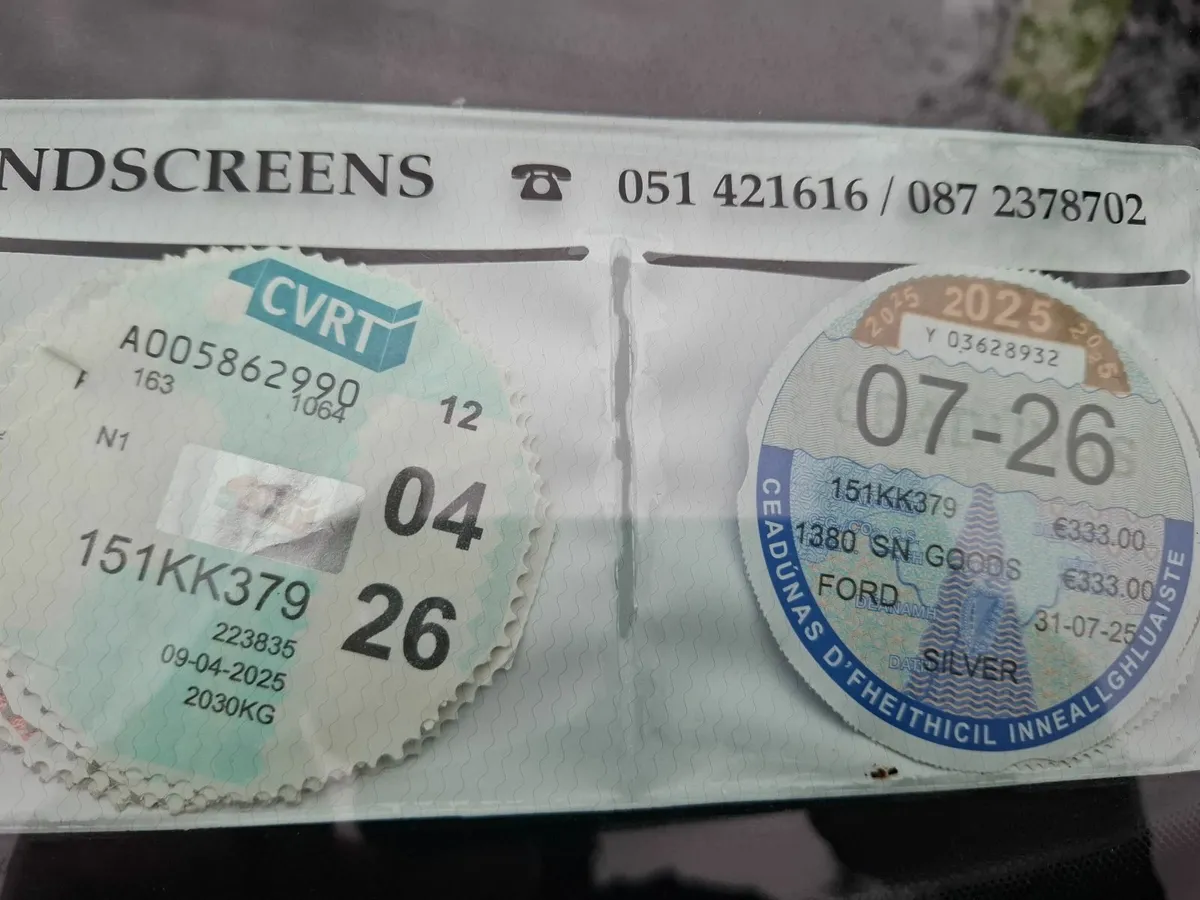 NDSCREENS ☎ 051 421616 / 087 2378702
CVRT
A005862990
163
1064
12
N1
04
151KK379
26
223835
09-04-2025
2030KG
2025 2025 2025
Y 03628932
07-26
151KK379
€333.00
1380 SN GOODS
€333.00
FORD
DÉANAMH
31-07-25
SILVER
CEADÚNAS D'FHEITHICIL INNEALLGHLUAISTE